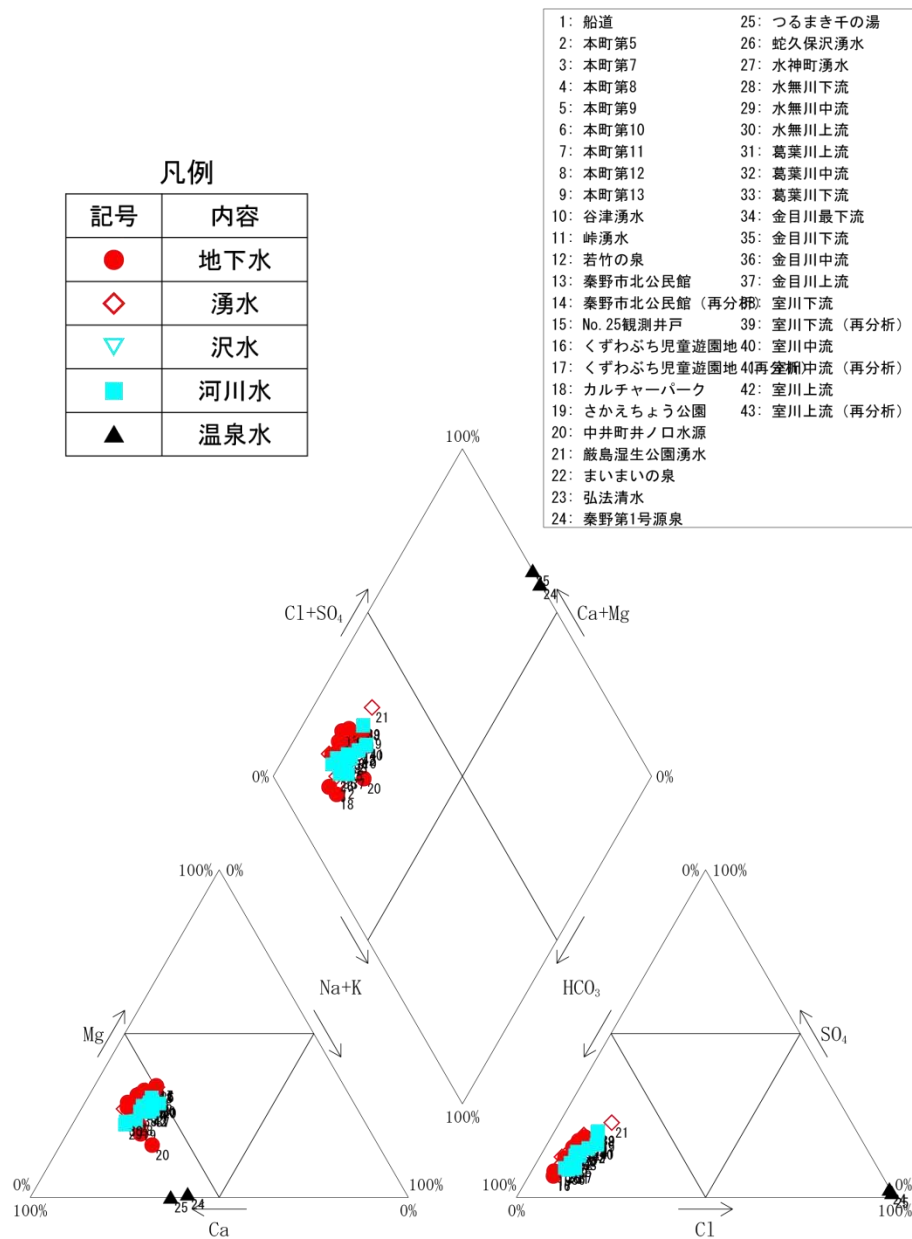 1: 船道
2: 本町第5
3: 本町第7
4: 本町第8
5: 本町第9
6: 本町第10
7: 本町第11
8: 本町第12
9: 本町第13
10: 谷津湧水
11: 峠湧水
12: 若竹の泉
13: 秦野市北公民館
14: 秦野市北公民館（再分析）
15: No.25観測井戸
16: くずわぶち児童遊園地
17: くずわぶち児童遊園地（再分析）
18: カルチャーパーク
19: さかえちょう公園
20: 中井町井ノ口水源
21: 厳島湿生公園湧水
22: まいまいの泉
23: 弘法清水
24: 秦野第1号源泉
25: つるまき千の湯
26: 蛇久保沢湧水
27: 水神町湧水
28: 水無川下流
29: 水無川中流
30: 水無川上流
31: 葛葉川上流
32: 葛葉川中流
33: 葛葉川下流
34: 金目川最下流
35: 金目川下流
36: 金目川中流
37: 金目川上流
38: 室川下流
39: 室川下流（再分析）
40: 室川中流
41: 室川中流（再分析）
42: 室川上流
43: 室川上流（再分析）
凡例
記号 内容
地下水
湧水
沢水
河川水
温泉水
100%
25
24
Cl+SO₄
Ca+Mg
21
0%
0%
20
18
100% 0%
0% 100%
Na+K
HCO₃
Mg
SO₄
100%
21
20
0%
100%
0%
0%
25 24
100%
0%
0%
100%
Ca
Cl